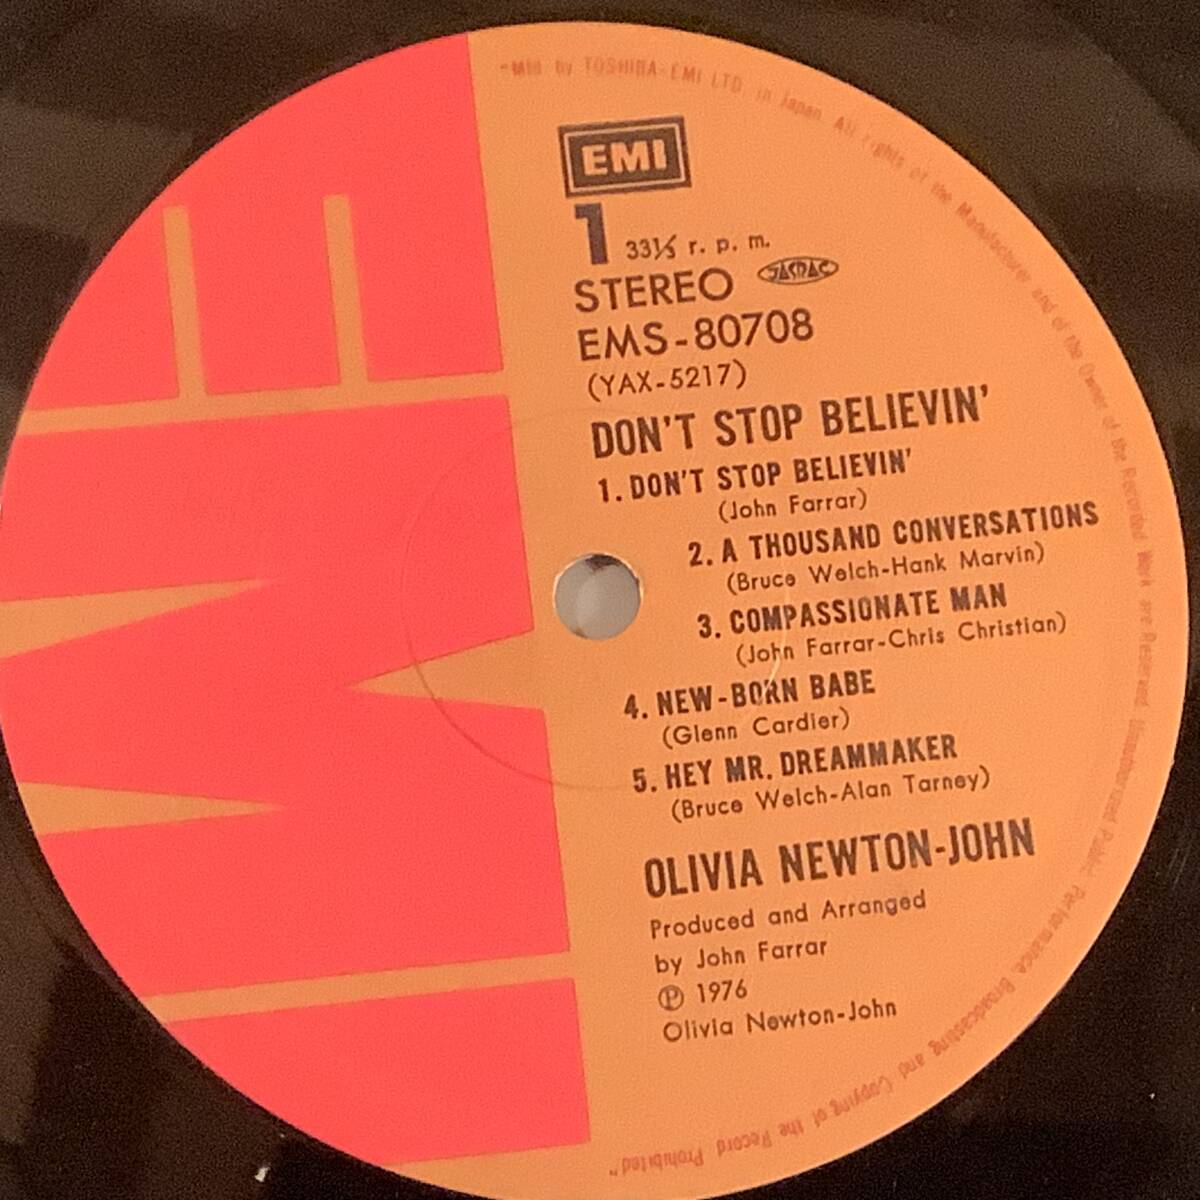 "Mfd. by TOSHIBA-EMI LTD. in Japan. All rights of the Manufacturer and of the Owner of the Recorded Work are Reserved Unauthorized Public Performance Broadcasting and Copying of the Record Prohibited"
EMI
1 33⅓ r. p. m.
STEREO JASRAC
EMS-80708
(YAX-5217)
DON'T STOP BELIEVIN'
1. DON'T STOP BELIEVIN'
(John Farrar)
2. A THOUSAND CONVERSATIONS
(Bruce Welch-Hank Marvin)
3. COMPASSIONATE MAN
(John Farrar-Chris Christian)
4. NEW-BORN BABE
(Glenn Cardier)
5. HEY MR. DREAMMAKER
(Bruce Welch-Alan Tarney)
OLIVIA NEWTON-JOHN
Produced and Arranged
by John Farrar
℗ 1976
Olivia Newton-John
EMI